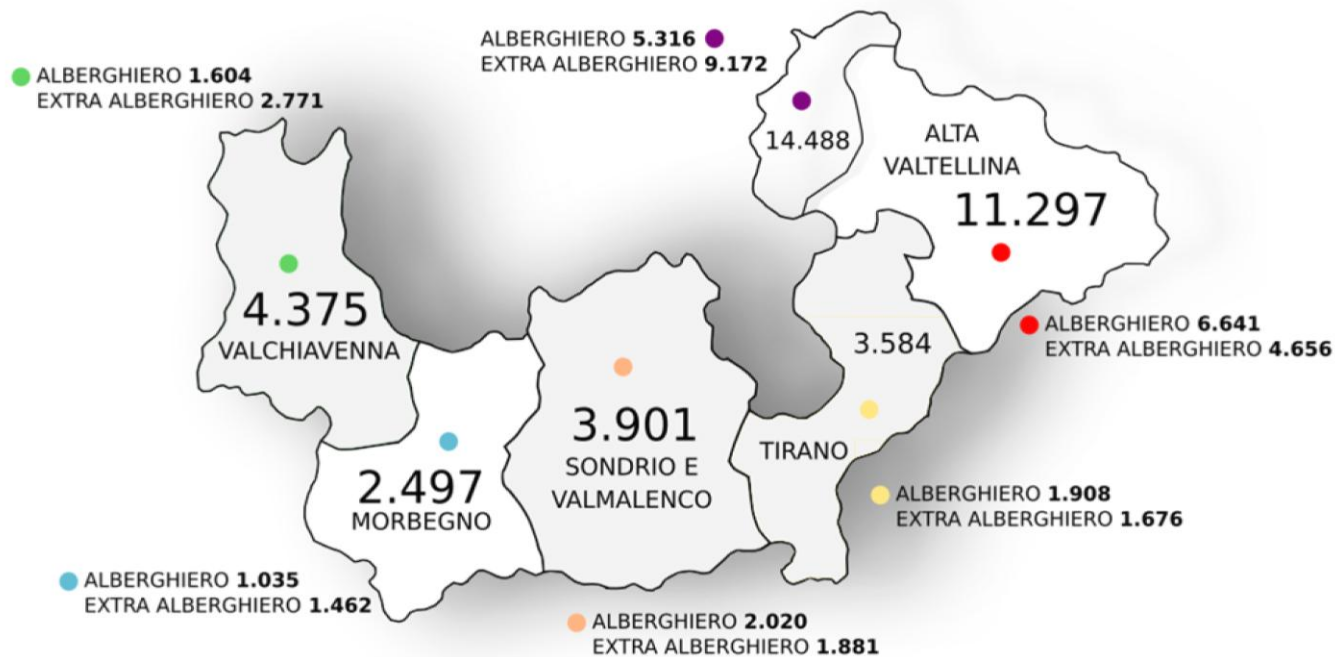 ALBERGHIERO 5.316
EXTRA ALBERGHIERO 9.172
ALBERGHIERO 1.604
EXTRA ALBERGHIERO 2.771
14.488
ALTA
VALTELLINA
11.297
4.375
VALCHIAVENNA
ALBERGHIERO 6.641
EXTRA ALBERGHIERO 4.656
3.584
3.901
SONDRIO E
VALMALENCO
TIRANO
2.497
MORBEGNO
ALBERGHIERO 1.908
EXTRA ALBERGHIERO 1.676
ALBERGHIERO 1.035
EXTRA ALBERGHIERO 1.462
ALBERGHIERO 2.020
EXTRA ALBERGHIERO 1.881